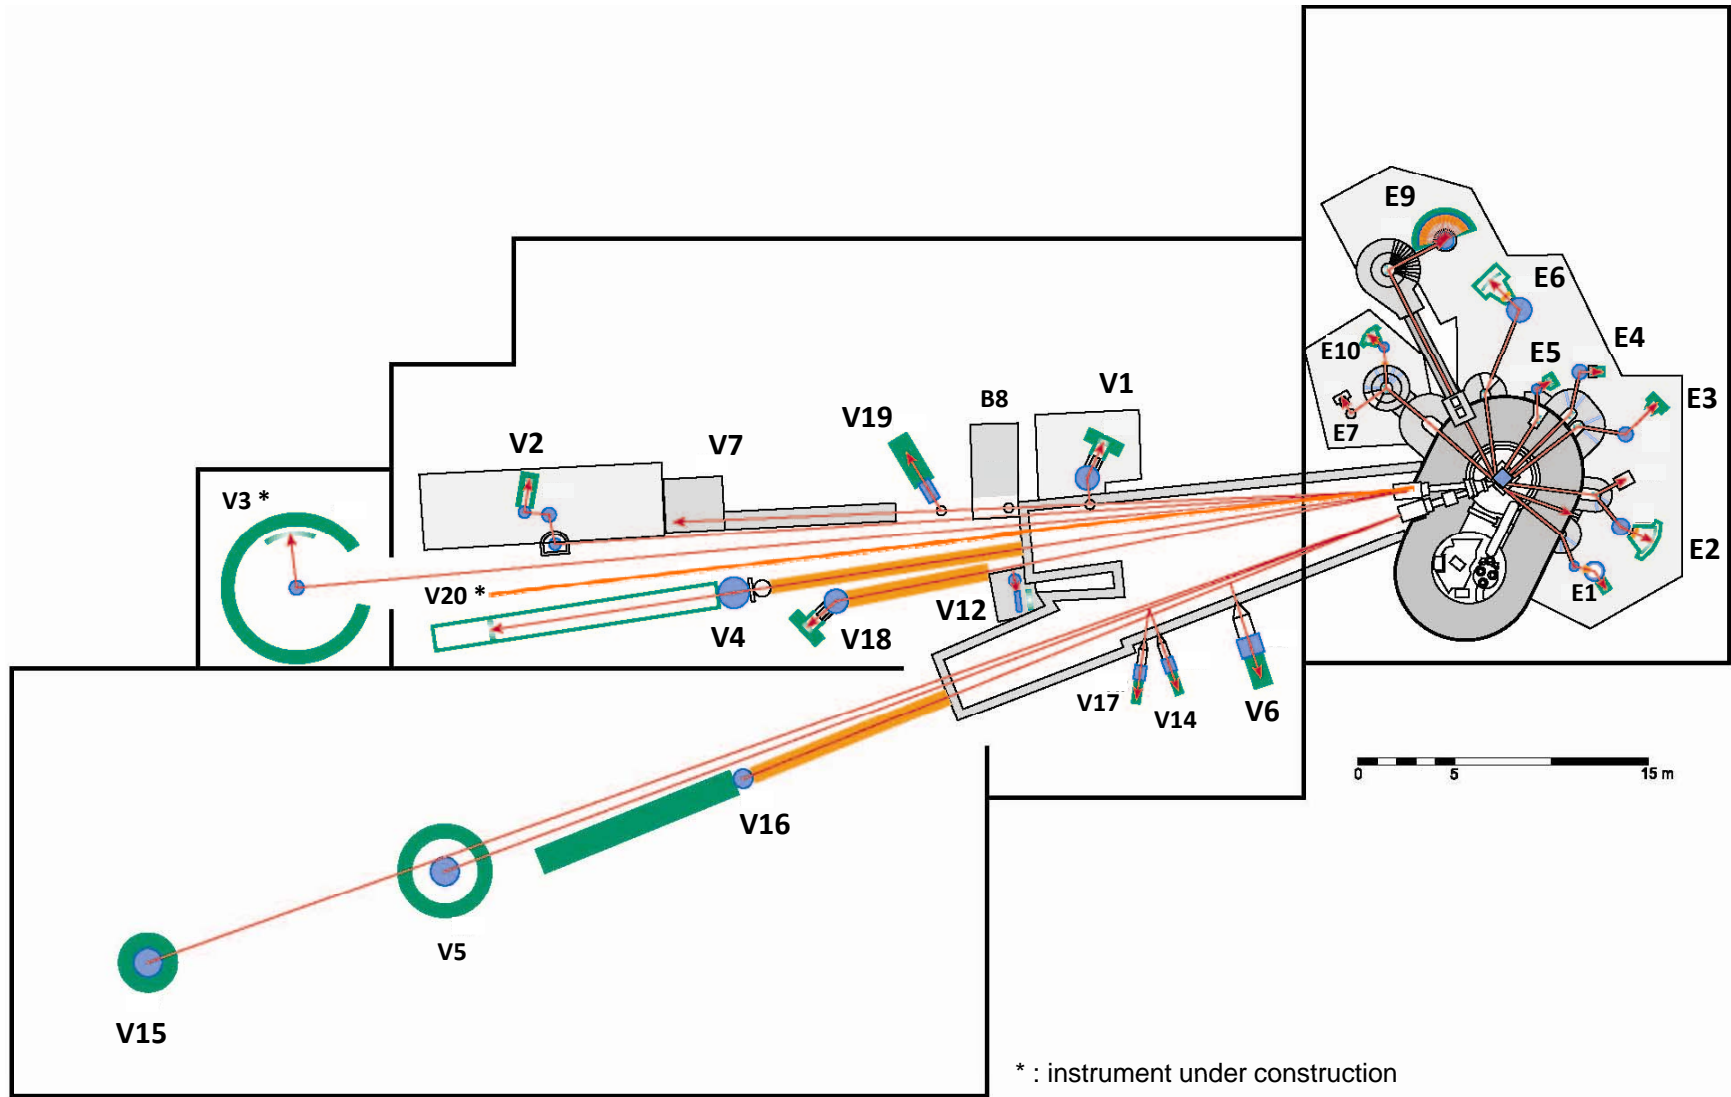 E9
E6
E10
E5
E4
E3
E7
V19
B8
V1
V2
V7
V3 *
E2
E1
V20 *
V4
V18
V12
V17
V14
V6
0
5
15 m
V16
V5
V15
* : instrument under construction